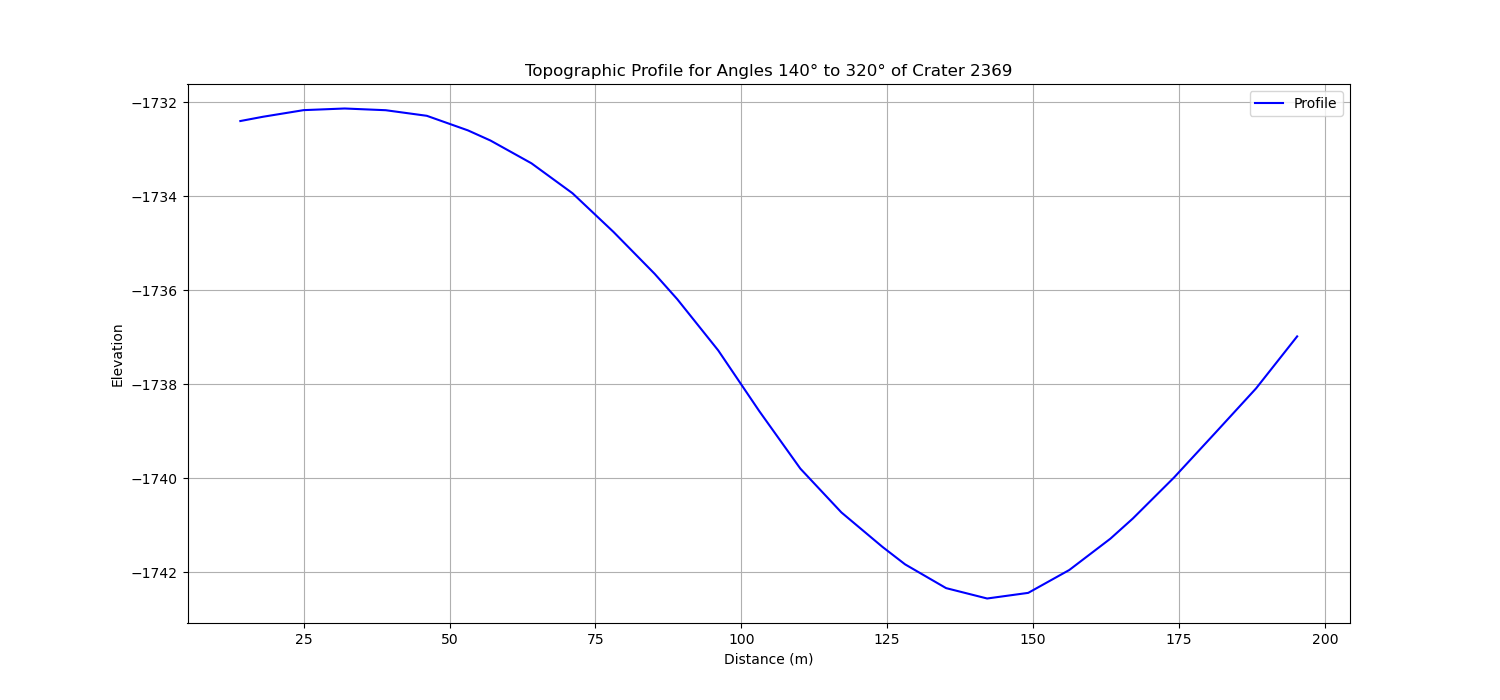 Topographic Profile for Angles 140° to 320° of Crater 2369
Profile
−1732
−1734
−1736
−1738
−1740
−1742
Elevation
25 50 75 100 125 150 175 200
Distance (m)